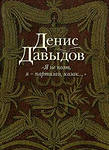 Денис
Давыдов
«Я не поэт,
я – партизан, казак...»